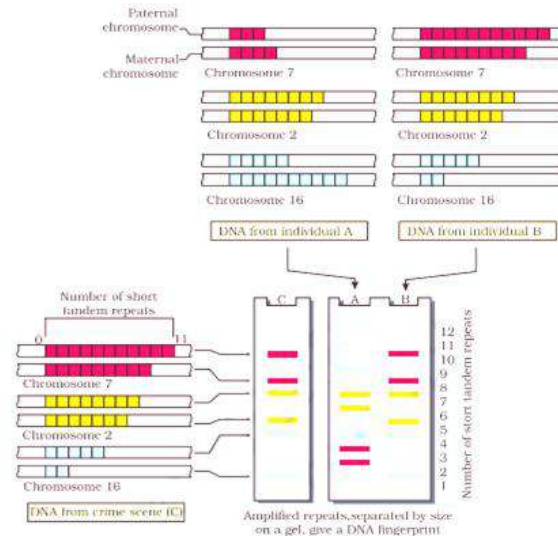 Paternal
chromosome
Maternal
chromosome
Chromosome 7
Chromosome 7
Chromosome 2
Chromosome 2
Chromosome 16
Chromosome 16
DNA from individual A
DNA from individual B
Number of short
tandem repeats
0
11
Chromosome 7
Chromosome 2
Chromosome 16
DNA from crime scene (C)
C
A
B
12
11
10
9
8
7
6
5
4
3
2
1
Number of stort tandem repeats
Amplified repeats,separated by size
on a gel, give a DNA fingerprint